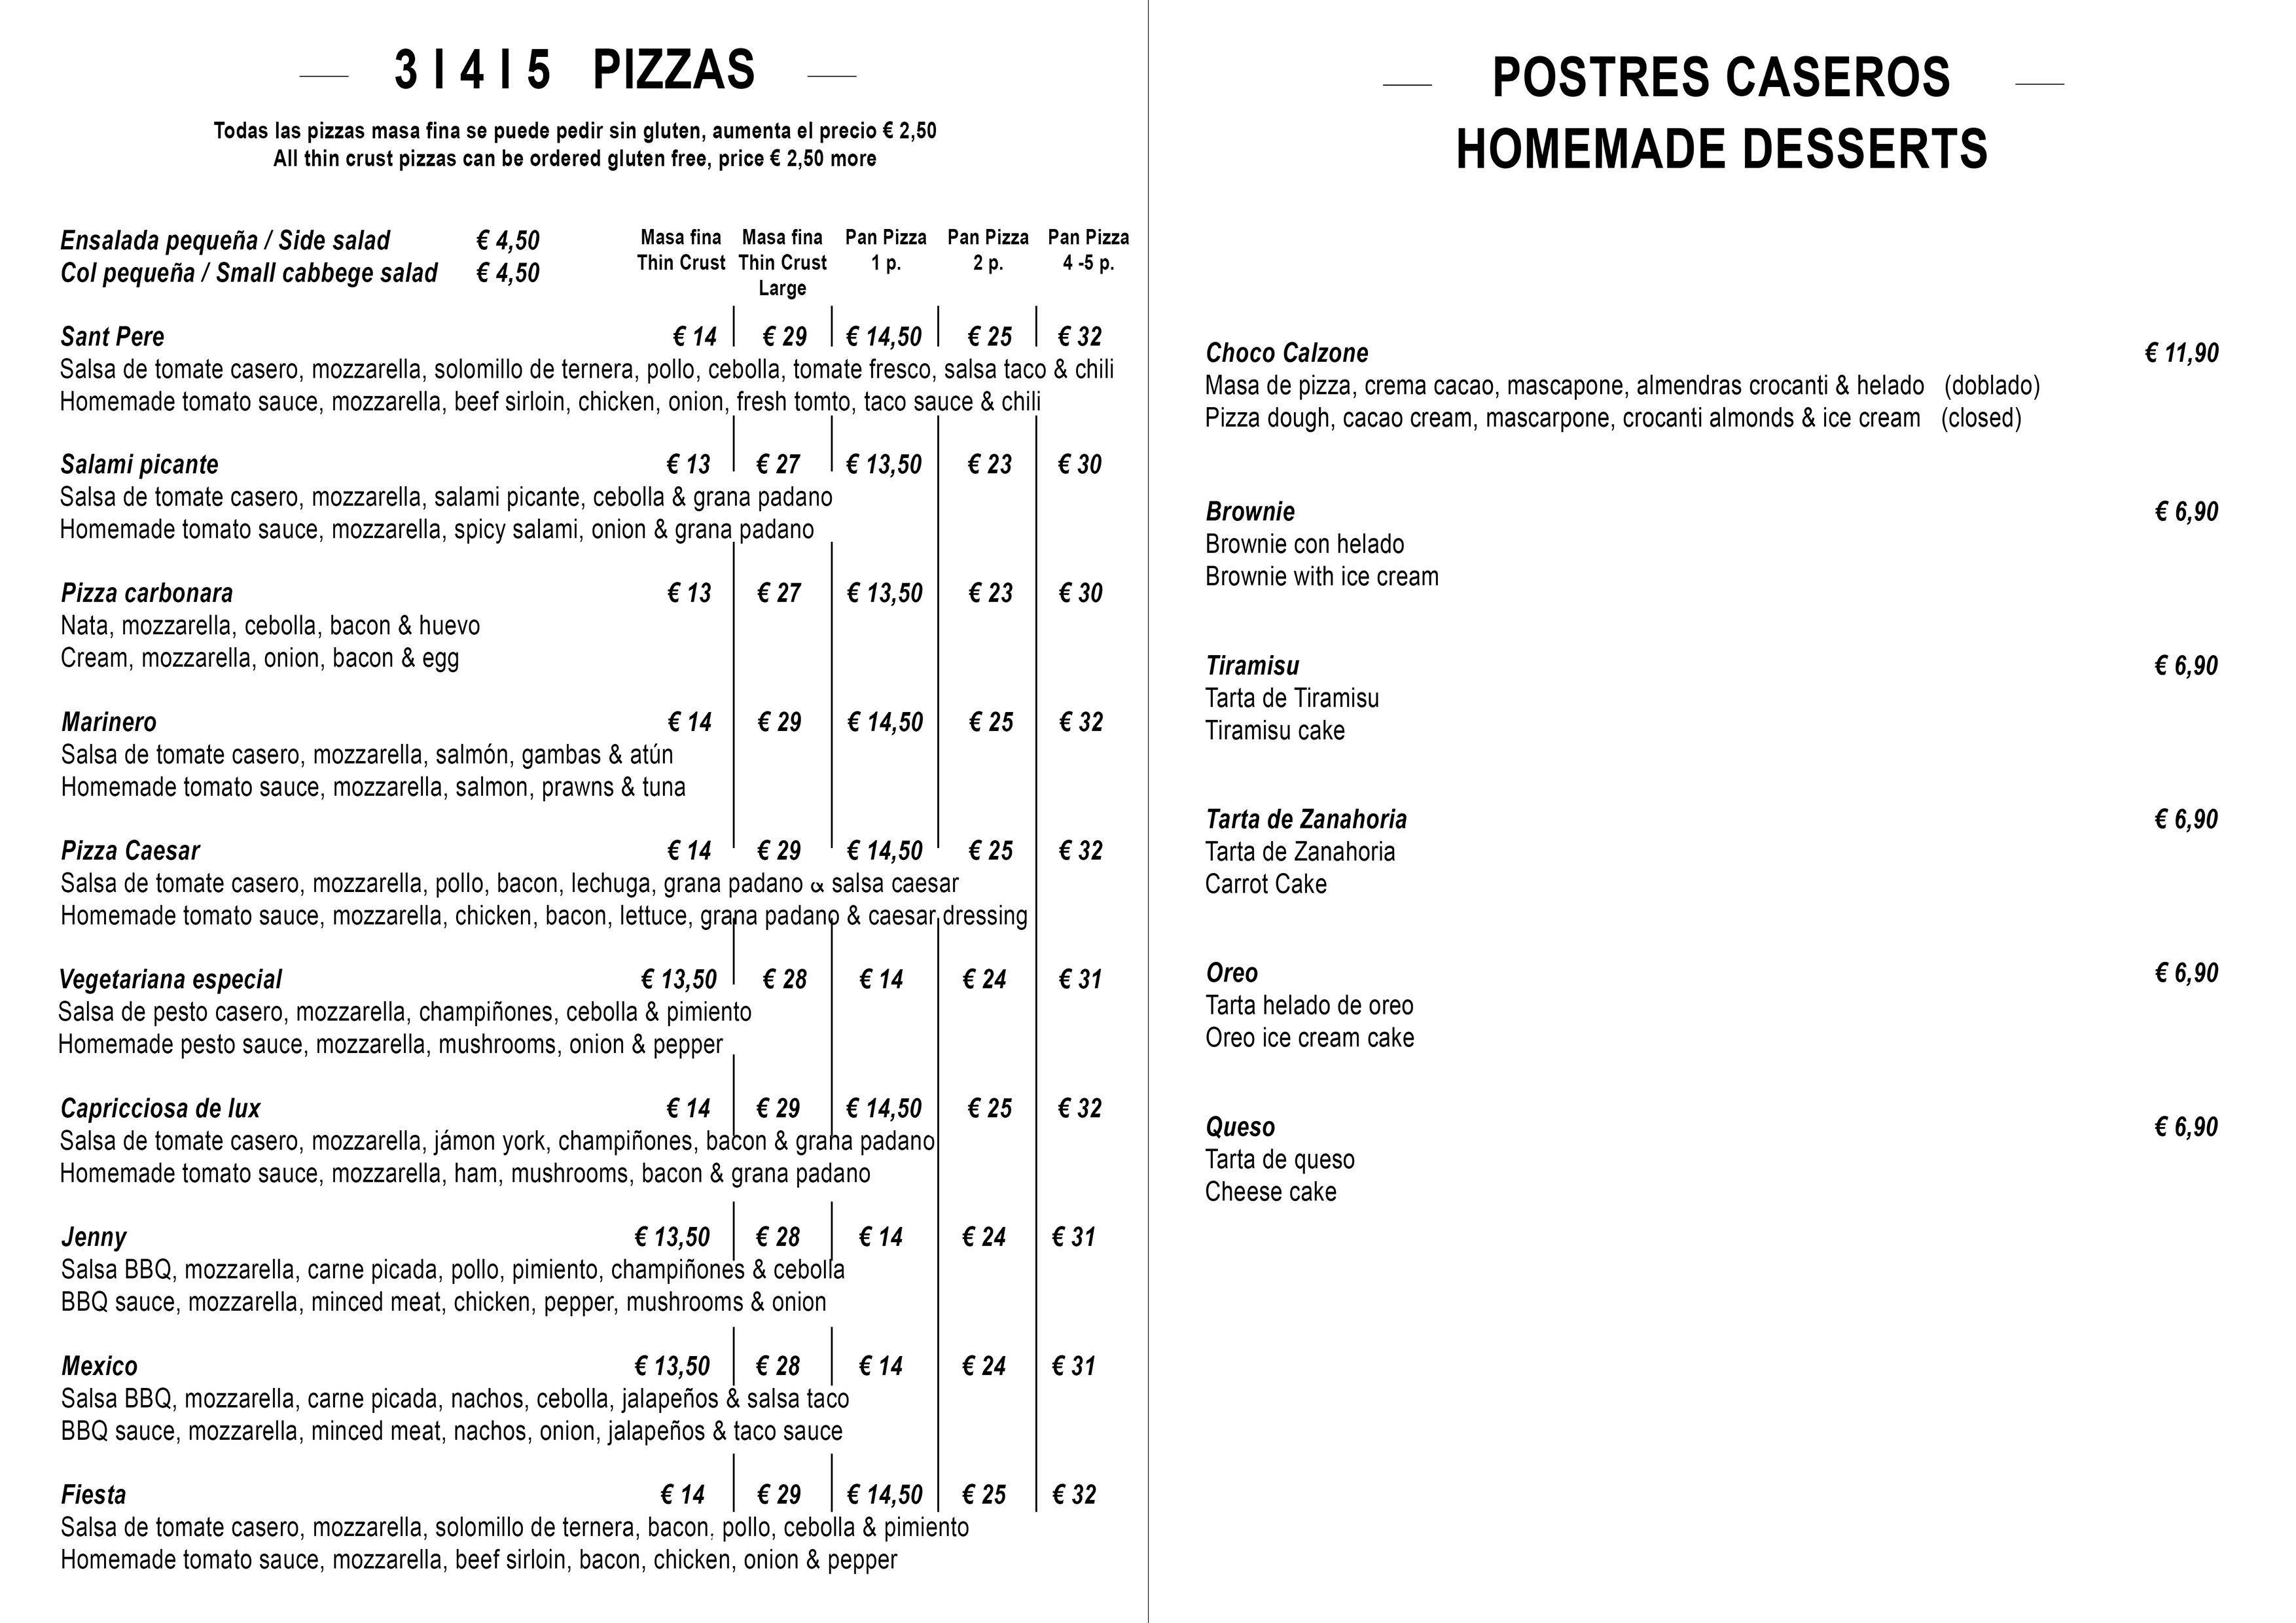 3 | 4 | 5 PIZZAS
Todas las pizzas masa fina se puede pedir sin gluten, aumenta el precio € 2,50
All thin crust pizzas can be ordered gluten free, price € 2,50 more
Ensalada pequeña / Side salad € 4,50
Col pequeña / Small cabbege salad € 4,50
Masa fina Masa fina Pan Pizza Pan Pizza Pan Pizza
Thin Crust Thin Crust 1 p. 2 p. 4 -5 p.
Large
Sant Pere € 14 € 29 € 14,50 € 25 € 32
Salsa de tomate casero, mozzarella, solomillo de ternera, pollo, cebolla, tomate fresco, salsa taco & chili
Homemade tomato sauce, mozzarella, beef sirloin, chicken, onion, fresh tomto, taco sauce & chili
Salami picante € 13 € 27 € 13,50 € 23 € 30
Salsa de tomate casero, mozzarella, salami picante, cebolla & grana padano
Homemade tomato sauce, mozzarella, spicy salami, onion & grana padano
Pizza carbonara € 13 € 27 € 13,50 € 23 € 30
Nata, mozzarella, cebolla, bacon & huevo
Cream, mozzarella, onion, bacon & egg
Marinero € 14 € 29 € 14,50 € 25 € 32
Salsa de tomate casero, mozzarella, salmón, gambas & atún
Homemade tomato sauce, mozzarella, salmon, prawns & tuna
Pizza Caesar € 14 € 29 € 14,50 € 25 € 32
Salsa de tomate casero, mozzarella, pollo, bacon, lechuga, grana padano & salsa caesar
Homemade tomato sauce, mozzarella, chicken, bacon, lettuce, grana padano & caesar dressing
Vegetariana especial € 13,50 € 28 € 14 € 24 € 31
Salsa de pesto casero, mozzarella, champiñones, cebolla & pimiento
Homemade pesto sauce, mozzarella, mushrooms, onion & pepper
Capricciosa de lux € 14 € 29 € 14,50 € 25 € 32
Salsa de tomate casero, mozzarella, jámon york, champiñones, bacon & grana padano
Homemade tomato sauce, mozzarella, ham, mushrooms, bacon & grana padano
Jenny € 13,50 € 28 € 14 € 24 € 31
Salsa BBQ, mozzarella, carne picada, pollo, pimiento, champiñones & cebolla
BBQ sauce, mozzarella, minced meat, chicken, pepper, mushrooms & onion
Mexico € 13,50 € 28 € 14 € 24 € 31
Salsa BBQ, mozzarella, carne picada, nachos, cebolla, jalapeños & salsa taco
BBQ sauce, mozzarella, minced meat, nachos, onion, jalapeños & taco sauce
Fiesta € 14 € 29 € 14,50 € 25 € 32
Salsa de tomate casero, mozzarella, solomillo de ternera, bacon, pollo, cebolla & pimiento
Homemade tomato sauce, mozzarella, beef sirloin, bacon, chicken, onion & pepper
POSTRES CASEROS
HOMEMADE DESSERTS
Choco Calzone € 11,90
Masa de pizza, crema cacao, mascapone, almendras crocanti & helado (doblado)
Pizza dough, cacao cream, mascarpone, crocanti almonds & ice cream (closed)
Brownie € 6,90
Brownie con helado
Brownie with ice cream
Tiramisu € 6,90
Tarta de Tiramisu
Tiramisu cake
Tarta de Zanahoria € 6,90
Tarta de Zanahoria
Carrot Cake
Oreo € 6,90
Tarta helado de oreo
Oreo ice cream cake
Queso € 6,90
Tarta de queso
Cheese cake